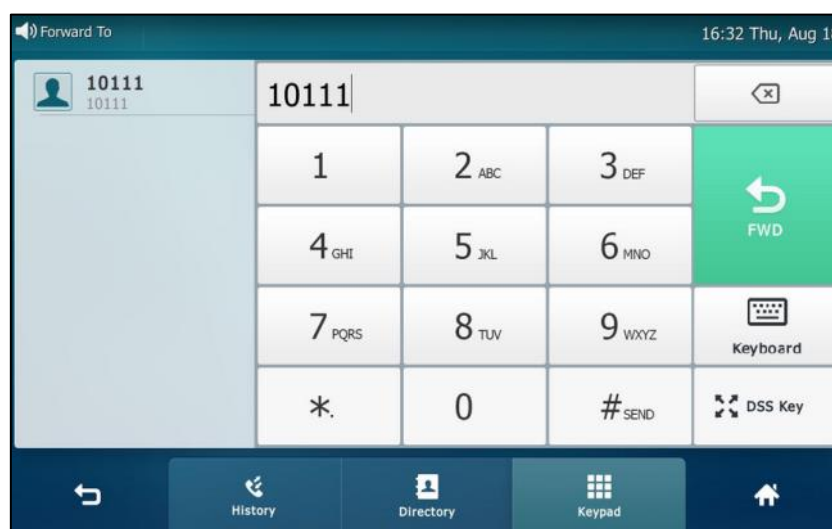 Forward To
16:32 Thu, Aug
10111
10111
10111
1
2 ABC
3 DEF
FWD
4 GHI
5 JKL
6 MNO
7 PQRS
8 TUV
9 WXYZ
Keyboard
*.
0
# SEND
DSS Key
History
Directory
Keypad